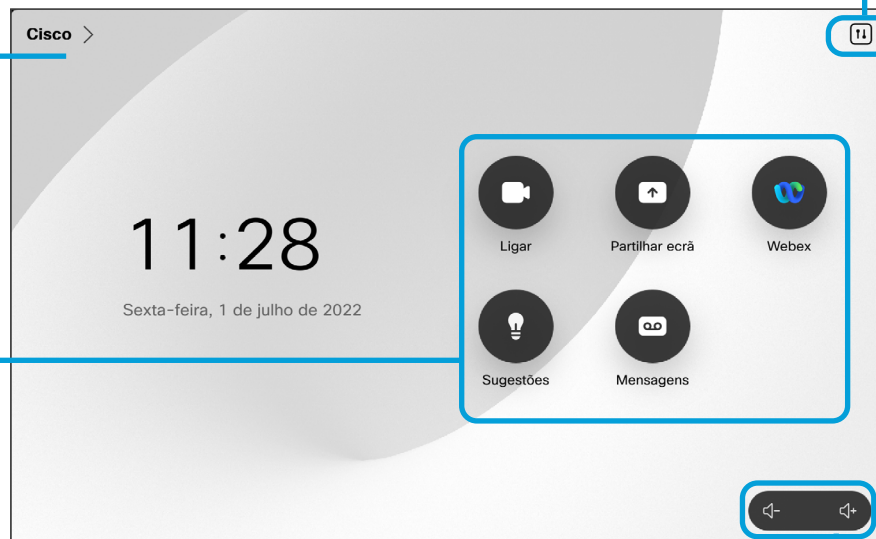 Cisco
11:28
Sexta-feira, 1 de julho de 2022
Ligar
Partilhar ecrã
Webex
Sugestões
Mensagens